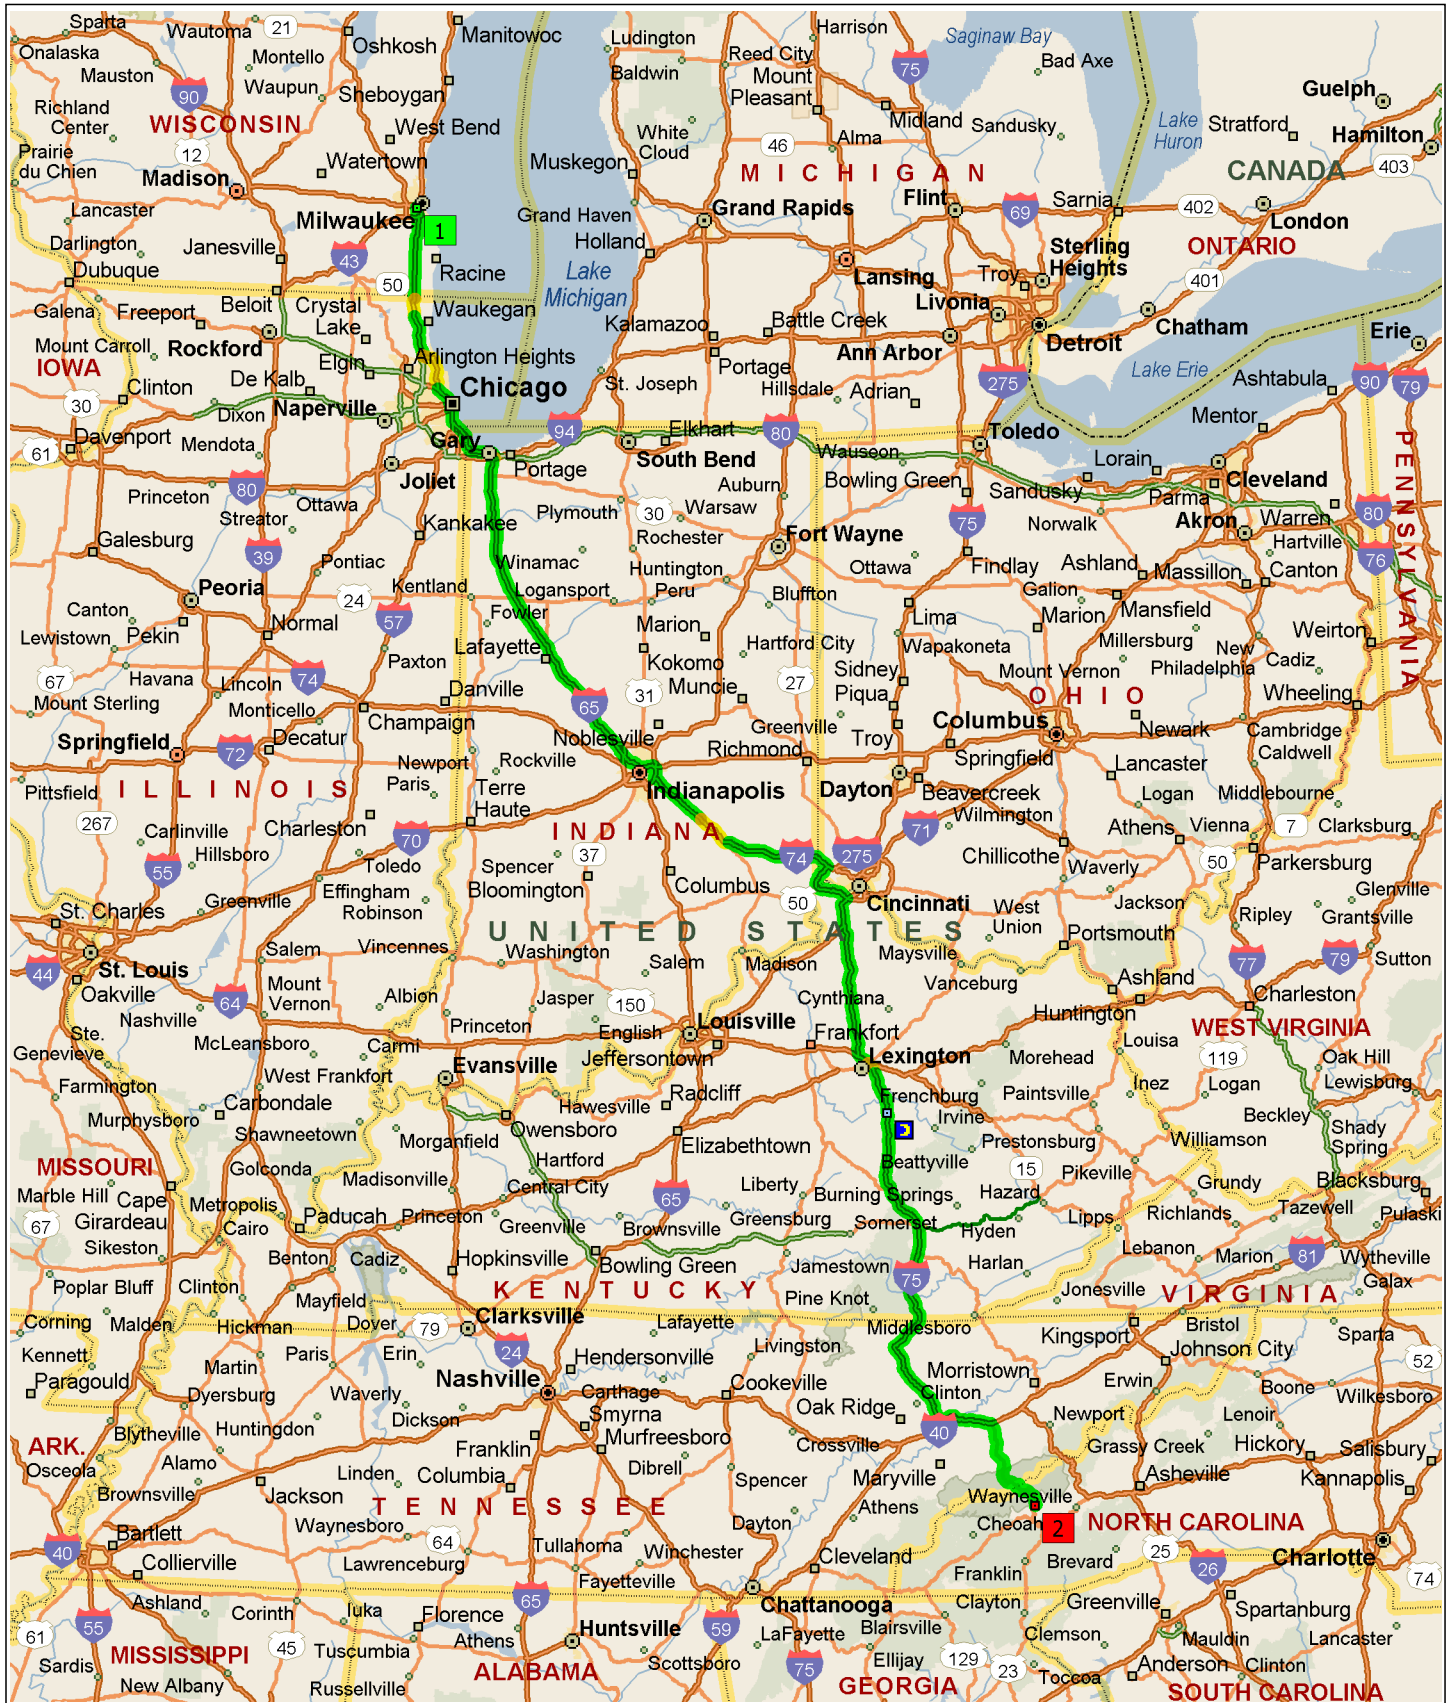 Sparta
Wautoma
21
Oshkosh
Manitowoc
Ludington
Harrison
Saginaw Bay
Onalaska
Montello
Reed City
Bad Axe
Mauston
Waupun
Sheboygan
Baldwin
Mount
Pleasant
75
Guelph
90
Richland
Center
WISCONSIN
West Bend
White
Cloud
Midland
Sandusky
Lake
Huron
Stratford
Hamilton
Prairie
du Chien
12
Watertown
Muskegon
46
Alma
403
Madison
MICHIGAN
CANADA
Lancaster
Milwaukee
1
Grand Haven
Grand Rapids
Flint
69
Sarnia
402
London
Darlington
Janesville
43
Racine
Holland
Sterling
Heights
ONTARIO
Dubuque
50
Lake
Michigan
Lansing
Troy
401
Galena
Freeport
Beloit
Crystal
Lake
Waukegan
Kalamazoo
Battle Creek
Livonia
Chatham
Erie
Mount Carroll
Rockford
Elgin
Arlington Heights
Portage
Ann Arbor
Detroit
IOWA
De Kalb
Chicago
St. Joseph
Hillsdale
Adrian
275
Lake Erie
Ashtabula
90
79
Clinton
30
Dixon
Naperville
Mentor
Davenport
61
Mendota
Gary
94
Elkhart
80
Toledo
PENNSYLVANIA
Joliet
Portage
South Bend
Wauseon
Lorain
Cleveland
Princeton
80
Ottawa
Auburn
Bowling Green
Sandusky
Parma
Streator
Kankakee
Plymouth
30
Warsaw
75
Norwalk
Akron
Warren
80
Galesburg
39
Pontiac
Winamac
Rochester
Fort Wayne
Hartville
76
Peoria
Kentland
Logansport
Huntington
Ottawa
Findlay
Ashland
Massillon
Canton
Canton
24
57
Fowler
Peru
Bluffton
Galion
Mansfield
Lewistown
Pekin
Normal
Marion
Lima
Marion
Weirton
67
Havana
Paxton
Lafayette
Kokomo
Hartford City
Wapakoneta
Millersburg
New
Philadelphia
Cadiz
Lincoln
74
Danville
31
Muncie
27
Sidney
Mount Vernon
Wheeling
Mount Sterling
Monticello
65
Piqua
OHIO
Champaign
Greenville
Columbus
Newark
Cambridge
Springfield
72
Decatur
Noblesville
Richmond
Troy
Springfield
Caldwell
Newport
Rockville
Lancaster
Pittsfield
ILLINOIS
Paris
Terre
Haute
Indianapolis
Dayton
Beavercreek
Logan
Middlebourne
267
Carlinville
Charleston
70
INDIANA
71
Wilmington
Athens
Vienna
7
Clarksburg
55
Hillsboro
Toledo
Spencer
37
74
275
Chillicothe
Waverly
50
Parkersburg
Effingham
Bloomington
Columbus
Glenville
Greenville
Robinson
50
Cincinnati
West
Union
Jackson
Ripley
Grantsville
St. Charles
UNITED STATES
Portsmouth
Salem
Vincennes
Washington
Salem
Madison
Maysville
77
79
Sutton
44
St. Louis
Ashland
Oakville
64
Mount
Vernon
Albion
Jasper
150
Cynthiana
Vanceburg
Charleston
Nashville
Princeton
English
Louisville
Frankfort
Huntington
WEST VIRGINIA
Ste.
Genevieve
McLeansboro
Carmi
Jeffersontown
Lexington
Morehead
Louisa
119
Oak Hill
Farmington
West Frankfort
Evansville
Radcliff
Frenchburg
Paintsville
Inez
Logan
Lewisburg
Murphysboro
Carbondale
Hawesville
Irvine
Beckley
Shawneetown
Morganfield
Owensboro
Elizabethtown
Prestonsburg
Williamson
Shady
Spring
MISSOURI
Golconda
Hartford
Beattyville
15
Pikeville
Marble Hill
Cape
Girardeau
Metropolis
Madisonville
Central City
65
Liberty
Burning Springs
Hazard
Grundy
Blacksburg
67
Cairo
Paducah
Princeton
Greenville
Brownsville
Greensburg
Somerset
Hyden
Lipps
Richlands
Tazewell
Pulaski
Sikeston
Benton
Cadiz
Hopkinsville
Bowling Green
Jamestown
Harlan
Lebanon
Marion
81
Wytheville
Poplar Bluff
Clinton
Mayfield
KENTUCKY
75
Pine Knot
Jonesville
VIRGINIA
Galax
Corning
Malden
Hickman
Dover
79
Clarksville
Lafayette
Middlesboro
Kingsport
Bristol
Sparta
Kennett
Martin
Paris
Erin
24
Hendersonville
Livingston
Johnson City
52
Paragould
Dyersburg
Waverly
Nashville
Carthage
Cookeville
Morristown
Clinton
Erwin
Boone
Wilkesboro
Blytheville
Huntingdon
Dickson
Smyrna
Oak Ridge
40
Newport
Lenoir
ARK.
Osceola
Alamo
Franklin
Murfreesboro
Crossville
Grassy Creek
Hickory
Salisbury
Brownsville
Linden
Columbia
Dibrell
Spencer
Maryville
Asheville
Kannapolis
Jackson
TENNESSEE
Athens
Waynesville
Waynesboro
64
Dayton
Cheoah
2
NORTH CAROLINA
40
Bartlett
Tullahoma
Winchester
Cleveland
Brevard
25
26
Charlotte
Collierville
Lawrenceburg
Fayetteville
Franklin
74
Ashland
Corinth
Iuka
Florence
65
Chattanooga
Clayton
Greenville
Spartanburg
61
55
45
Tuscumbia
Athens
Huntsville
59
LaFayette
Blairsville
Clemson
Mauldin
Lancaster
Sardis
MISSISSIPPI
ALABAMA
Scottsboro
75
Ellijay
129
23
Toccoa
Anderson
Clinton
New Albany
Russellville
GEORGIA
SOUTH CAROLINA